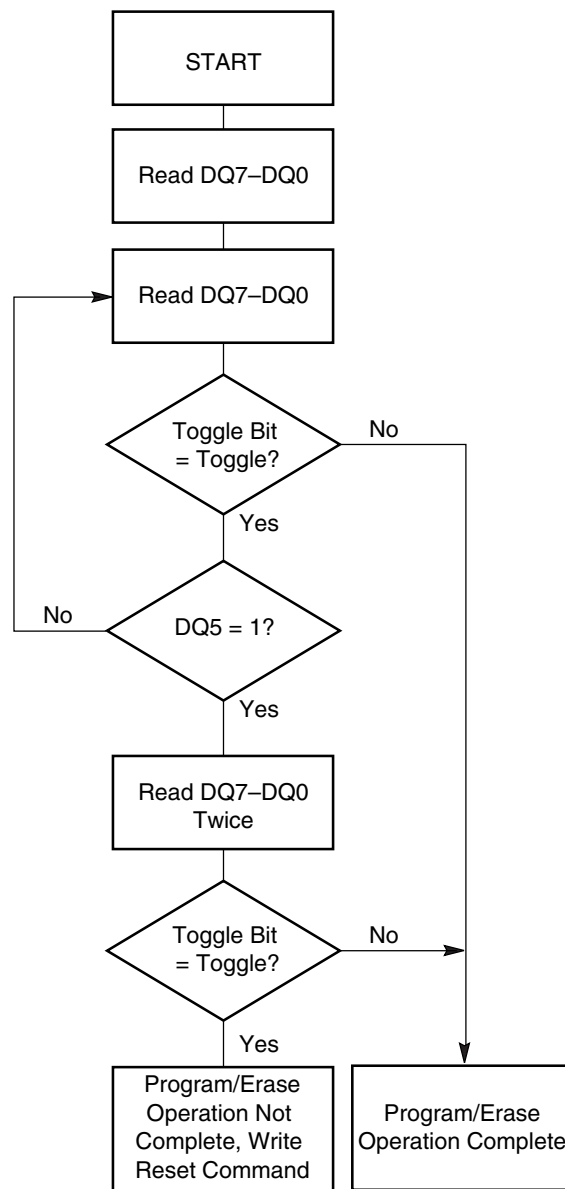 START
Read DQ7–DQ0
Read DQ7–DQ0
Toggle Bit
= Toggle?
No
Yes
No
DQ5 = 1?
Yes
Read DQ7–DQ0
Twice
Toggle Bit
= Toggle?
No
Yes
Program/Erase
Operation Not
Complete, Write
Reset Command
Program/Erase
Operation Complete